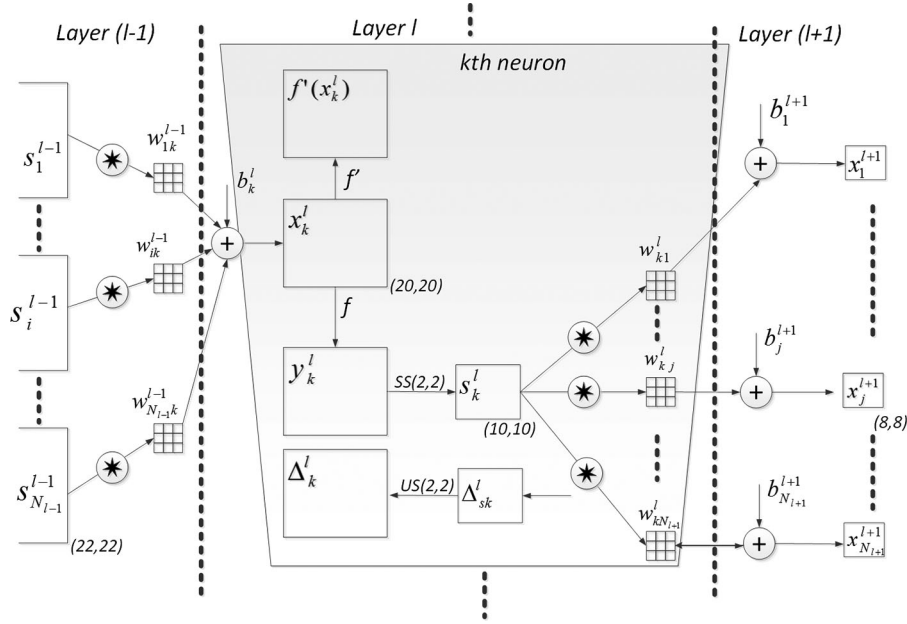 Layer (l-1)
Layer l
Layer (l+1)
kth neuron
f'(x_k^l)
b_1^{l+1}
w_{1k}^{l-1}
s_1^{l-1}
x_1^{l+1}
f'
b_k^l
x_k^l
w_{ik}^{l-1}
w_{k1}^l
(20,20)
s_i^{l-1}
f
b_j^{l+1}
y_k^l
w_{kj}^l
SS(2,2)
s_k^l
x_j^{l+1}
w_{N_{l-1}k}^{l-1}
(10,10)
(8,8)
s_{N_{l-1}}^{l-1}
Δ_k^l
US(2,2)
Δ_{sk}^l
b_{N_{l+1}}^{l+1}
w_{kN_{l+1}}^l
(22,22)
x_{N_{l+1}}^{l+1}